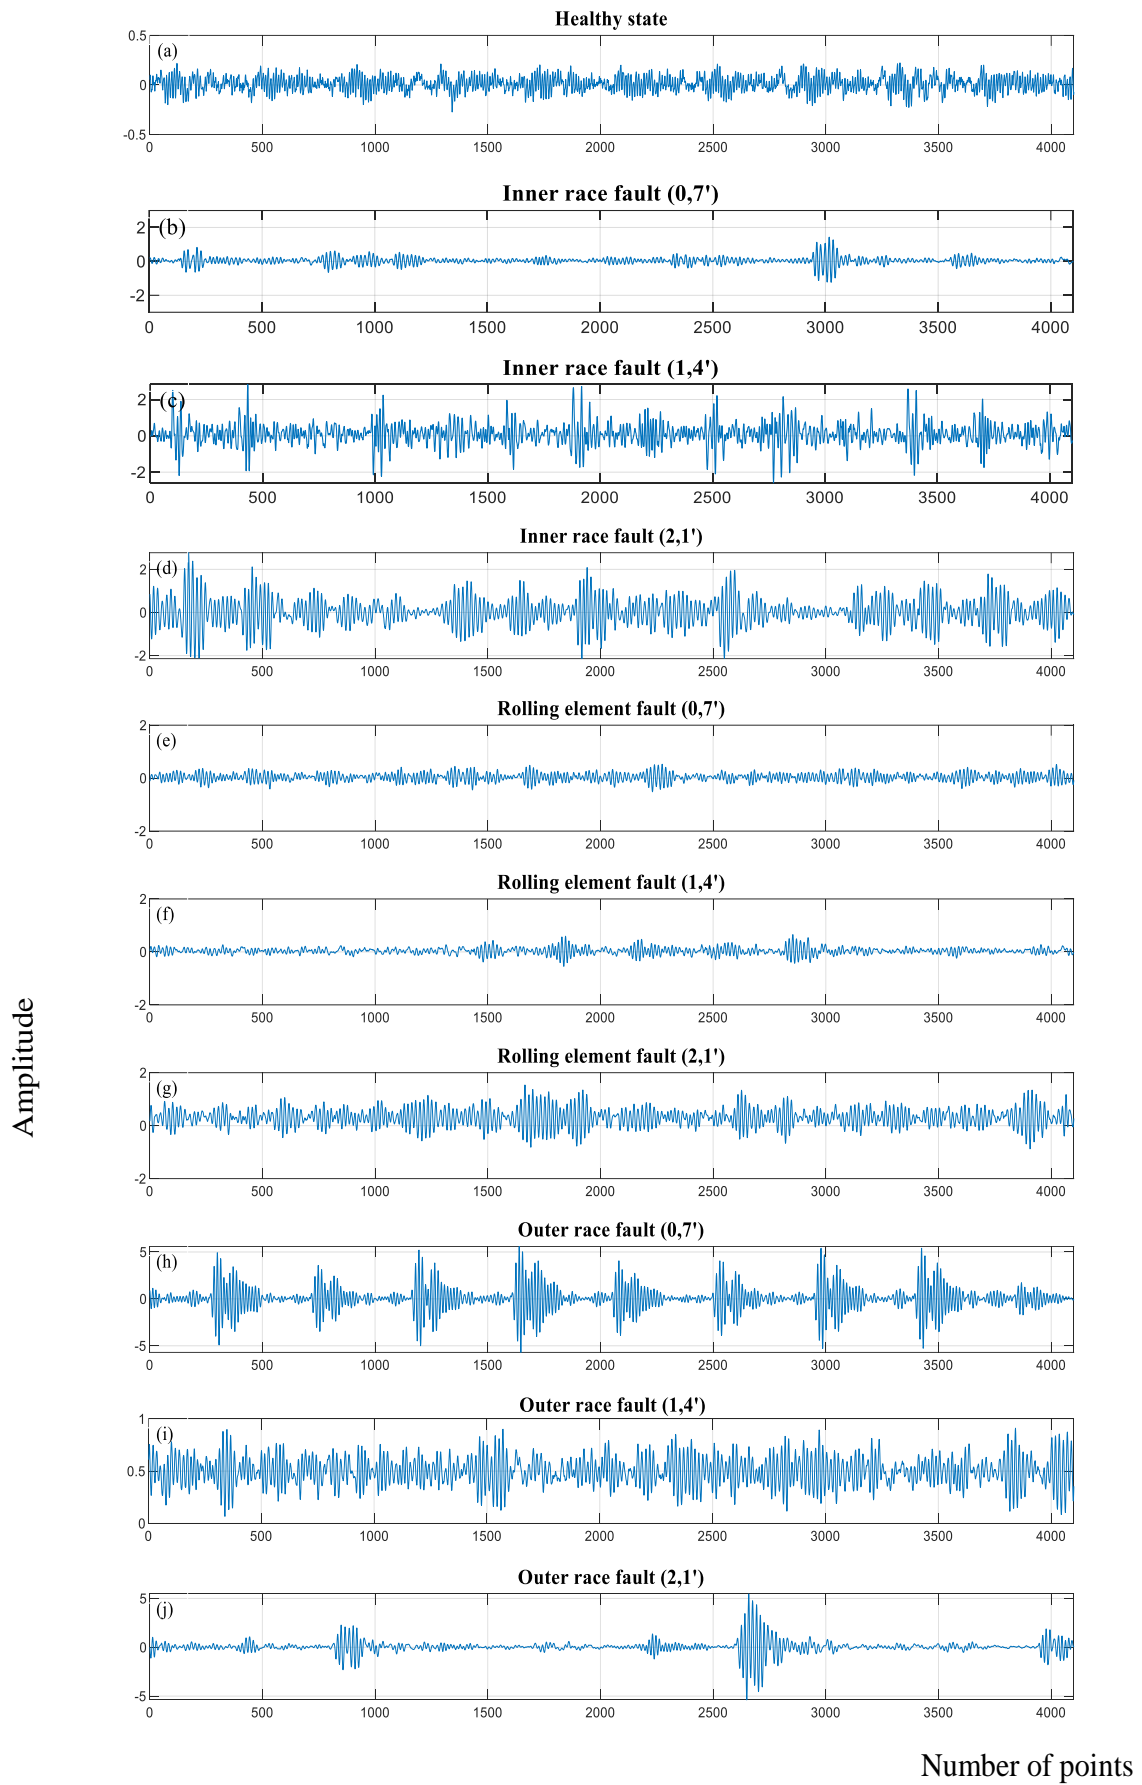 Healthy state
0.5
(a)
0
-0.5
0 500 1000 1500 2000 2500 3000 3500 4000
Inner race fault (0,7')
2
(b)
0
-2
0 500 1000 1500 2000 2500 3000 3500 4000
Inner race fault (1,4')
2
(c)
0
-2
0 500 1000 1500 2000 2500 3000 3500 4000
Inner race fault (2,1')
2
(d)
0
-2
0 500 1000 1500 2000 2500 3000 3500 4000
Rolling element fault (0,7')
2
(e)
0
-2
0 500 1000 1500 2000 2500 3000 3500 4000
Rolling element fault (1,4')
2
(f)
0
-2
0 500 1000 1500 2000 2500 3000 3500 4000
Rolling element fault (2,1')
2
(g)
0
-2
0 500 1000 1500 2000 2500 3000 3500 4000
Outer race fault (0,7')
5
(h)
0
-5
0 500 1000 1500 2000 2500 3000 3500 4000
Outer race fault (1,4')
1
(i)
0.5
0
0 500 1000 1500 2000 2500 3000 3500 4000
Outer race fault (2,1')
5
(j)
0
-5
0 500 1000 1500 2000 2500 3000 3500 4000
Amplitude
Number of points